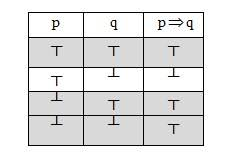 p q p⇒q
⊤ ⊤ ⊤
⊤ ⊥ ⊥
⊥ ⊤ ⊤
⊥ ⊥ ⊤